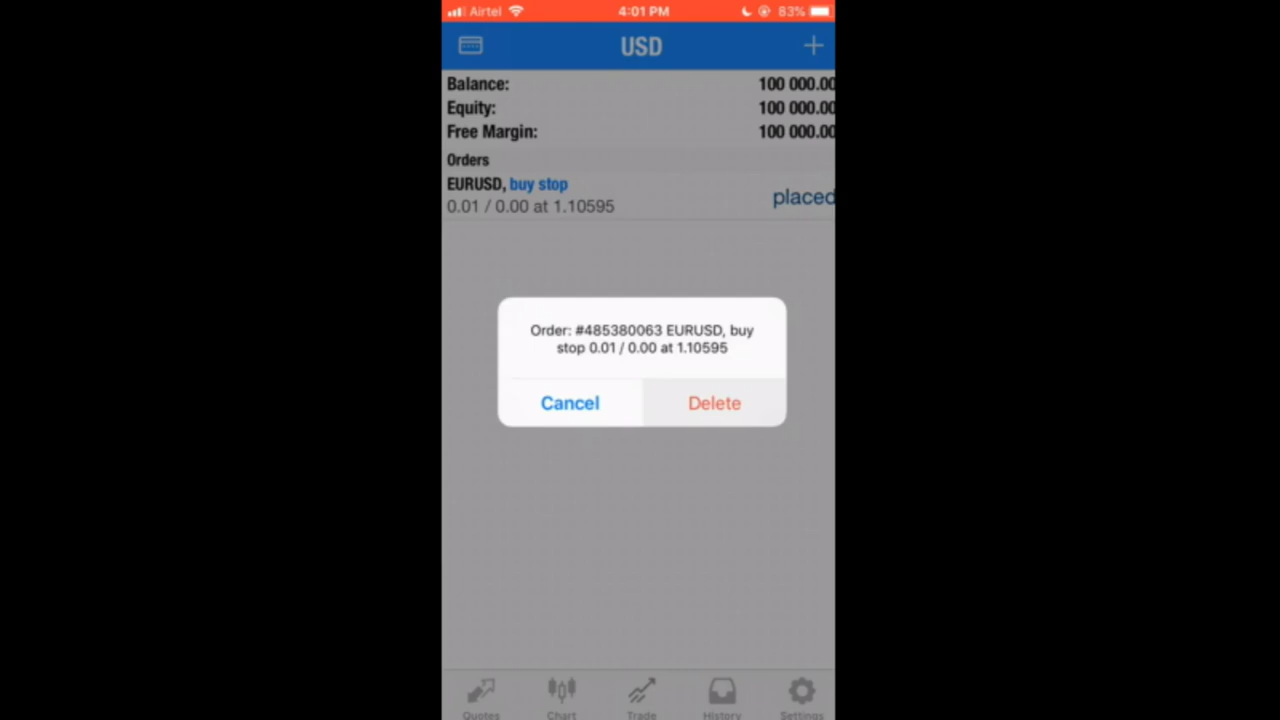 Airtel 4:01 PM 83%
USD
Balance: 100 000.00
Equity: 100 000.00
Free Margin: 100 000.00
Orders
EURUSD, buy stop
0.01 / 0.00 at 1.10595 placed
Order: #485380063 EURUSD, buy
stop 0.01 / 0.00 at 1.10595
Cancel Delete
Quotes Chart Trade History Settings